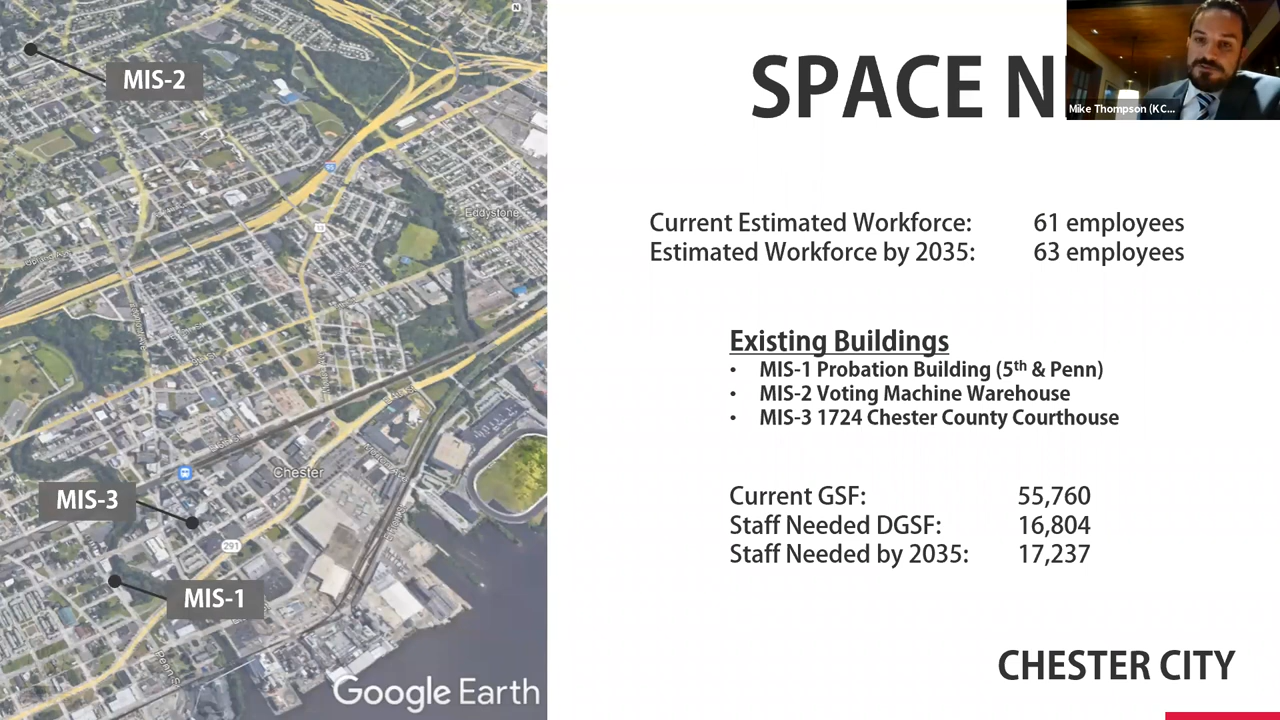 N
MIS-2
SPACE N
Mike Thompson (KC...
Eddystone
Current Estimated Workforce: 61 employees
Estimated Workforce by 2035: 63 employees
Existing Buildings
• MIS-1 Probation Building (5th & Penn)
• MIS-2 Voting Machine Warehouse
• MIS-3 1724 Chester County Courthouse
Chester
MIS-3
291
MIS-1
Current GSF: 55,760
Staff Needed DGSF: 16,804
Staff Needed by 2035: 17,237
CHESTER CITY
Google Earth